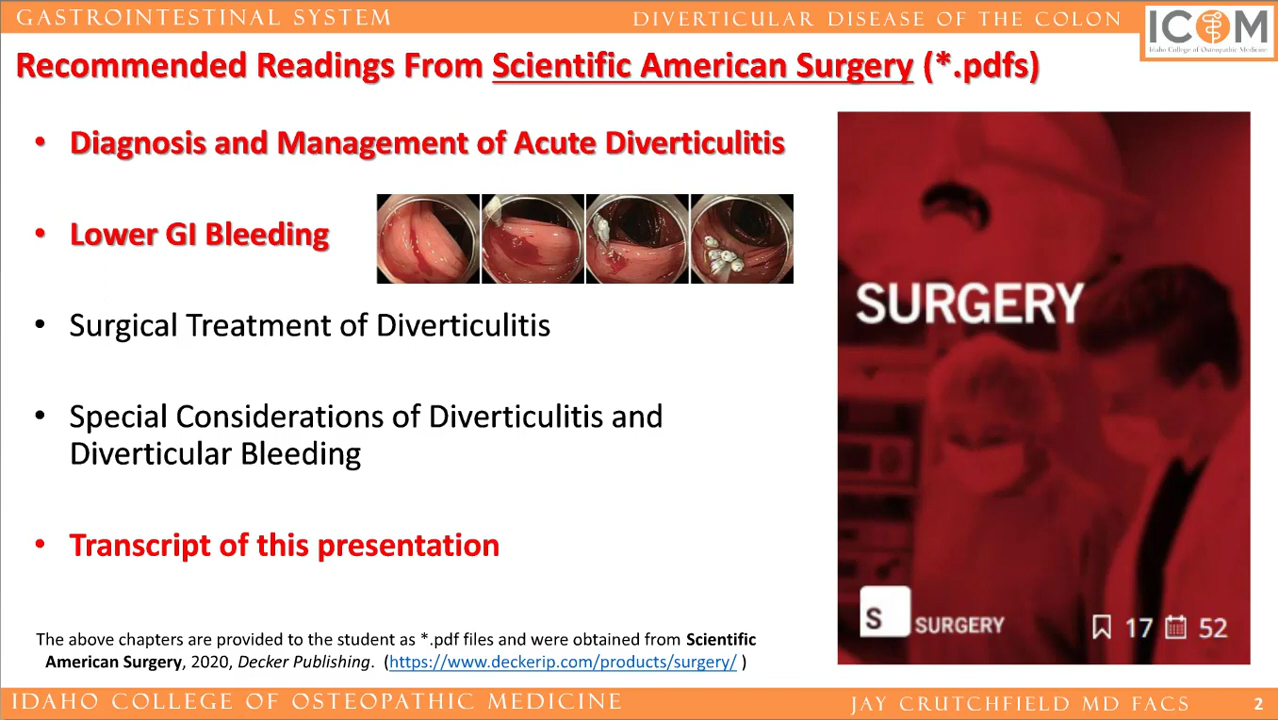 GASTROINTESTINAL SYSTEM
DIVERTICULAR DISEASE OF THE COLON
ICOM
Idaho College of Osteopathic Medicine
Recommended Readings From Scientific American Surgery (*.pdfs)
• Diagnosis and Management of Acute Diverticulitis
• Lower GI Bleeding
• Surgical Treatment of Diverticulitis
• Special Considerations of Diverticulitis and
Diverticular Bleeding
• Transcript of this presentation
SURGERY
S SURGERY
17 52
The above chapters are provided to the student as *.pdf files and were obtained from Scientific
American Surgery, 2020, Decker Publishing. (https://www.deckerip.com/products/surgery/ )
IDAHO COLLEGE OF OSTEOPATHIC MEDICINE
JAY CRUTCHFIELD MD FACS
2